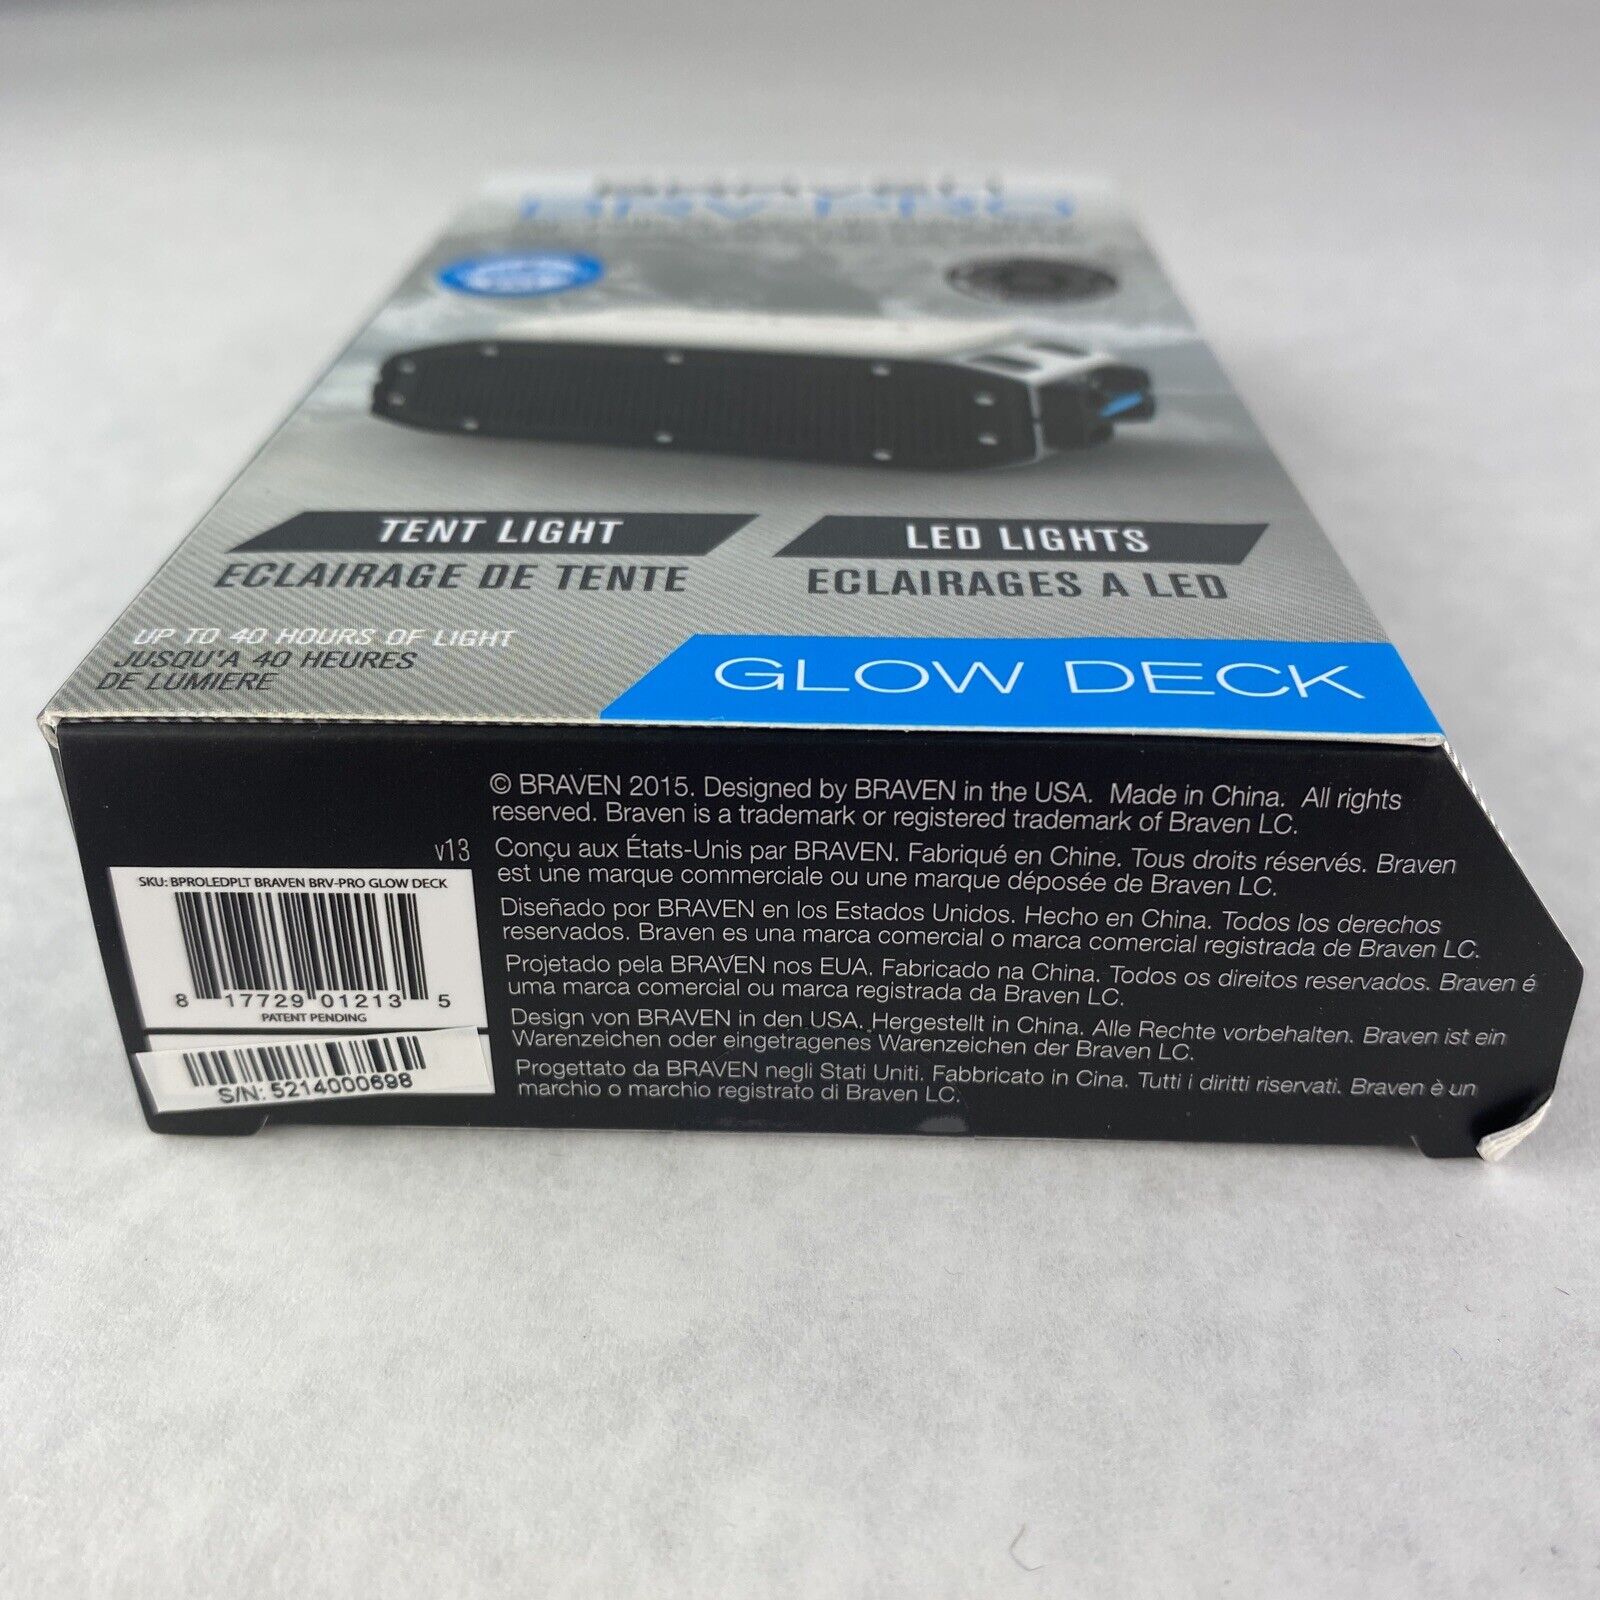 BRV-PRO
TENT LIGHT
ECLAIRAGE DE TENTE
LED LIGHTS
ECLAIRAGES A LED
UP TO 40 HOURS OF LIGHT
JUSQU'A 40 HEURES
DE LUMIERE
GLOW DECK
© BRAVEN 2015. Designed by BRAVEN in the USA. Made in China. All rights
reserved. Braven is a trademark or registered trademark of Braven LC.
v13
Conçu aux États-Unis par BRAVEN. Fabriqué en Chine. Tous droits réservés. Braven
est une marque commerciale ou une marque déposée de Braven LC.
Diseñado por BRAVEN en los Estados Unidos. Hecho en China. Todos los derechos
reservados. Braven es una marca comercial o marca comercial registrada de Braven LC.
Projetado pela BRAVEN nos EUA. Fabricado na China. Todos os direitos reservados. Braven é
uma marca comercial ou marca registrada da Braven LC.
Design von BRAVEN in den USA. Hergestellt in China. Alle Rechte vorbehalten. Braven ist ein
Warenzeichen oder eingetragenes Warenzeichen der Braven LC.
Progettato da BRAVEN negli Stati Uniti. Fabbricato in Cina. Tutti i diritti riservati. Braven è un
marchio o marchio registrato di Braven LC.
SKU: BPROLEDPLT BRAVEN BRV-PRO GLOW DECK
8 17729 01213 5
PATENT PENDING
S/N: 5214000698